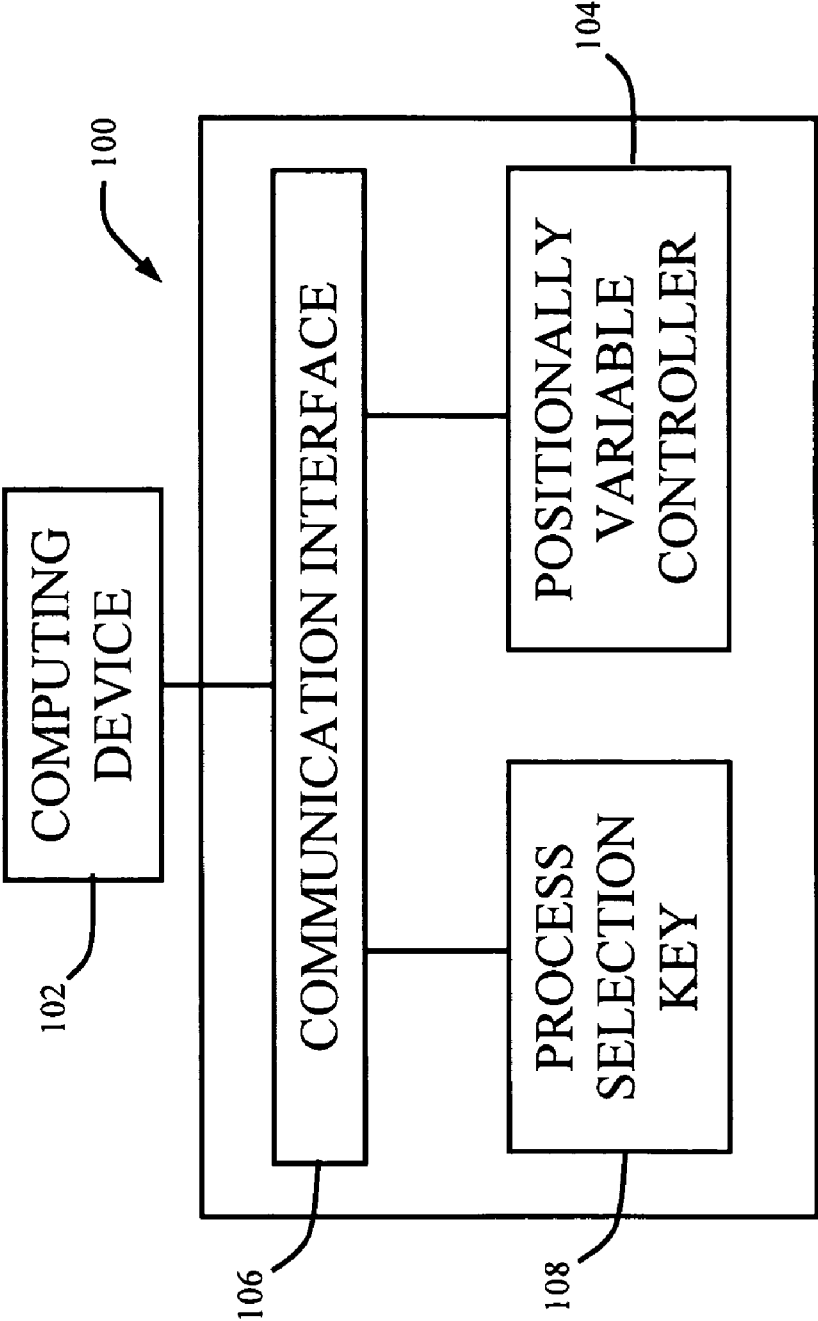 100
COMPUTING
DEVICE
102
COMMUNICATION INTERFACE
106
PROCESS
SELECTION
KEY
108
POSITIONALLY
VARIABLE
CONTROLLER
104